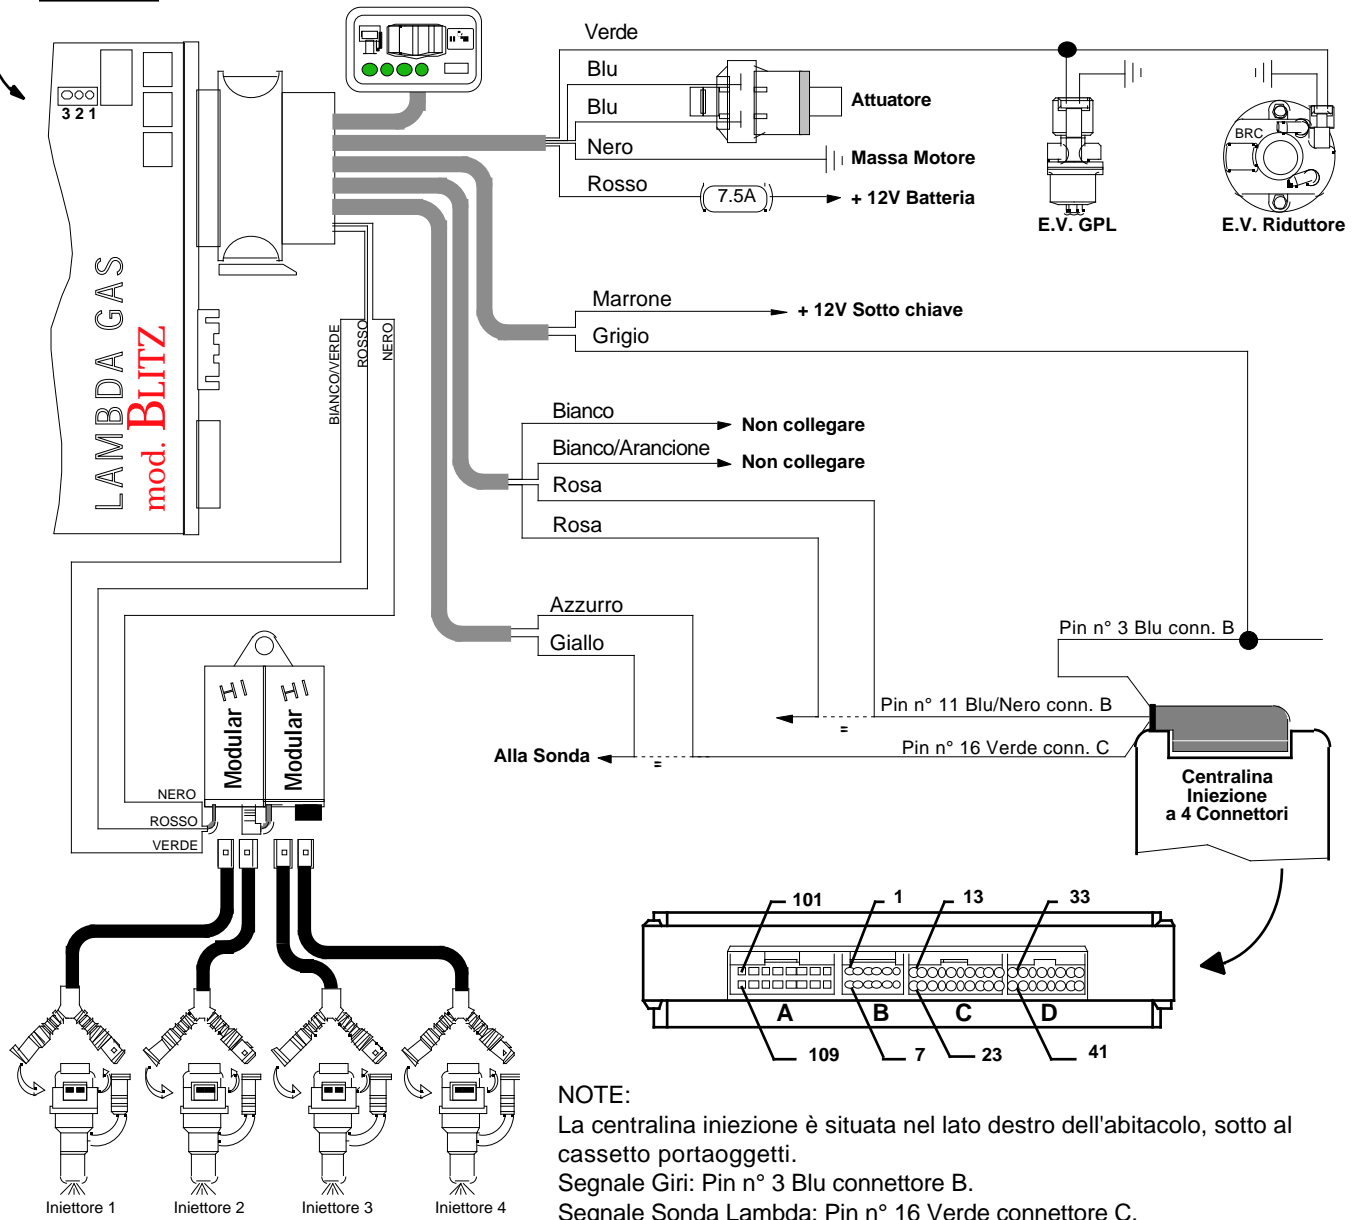 Verde
Blu
Attuatore
Blu
Nero
Massa Motore
Rosso
7.5A
+ 12V Batteria
BRC
E.V. GPL
E.V. Riduttore
3 2 1
LAMBDA GAS
mod. BLITZ
BIANCO/VERDE
ROSSO
NERO
Marrone
+ 12V Sotto chiave
Grigio
Bianco
Non collegare
Bianco/Arancione
Non collegare
Rosa
Rosa
Azzurro
Giallo
Pin n° 3 Blu conn. B
Pin n° 11 Blu/Nero conn. B
Pin n° 16 Verde conn. C
Alla Sonda
Centralina
Iniezione
a 4 Connettori
Modular HI
Modular HI
NERO
ROSSO
VERDE
101
1
13
33
A
B
C
D
109
7
23
41
Iniettore 1
Iniettore 2
Iniettore 3
Iniettore 4
NOTE:
La centralina iniezione è situata nel lato destro dell'abitacolo, sotto al
cassetto portaoggetti.
Segnale Giri: Pin n° 3 Blu connettore B.
Segnale Sonda Lambda: Pin n° 16 Verde connettore C.